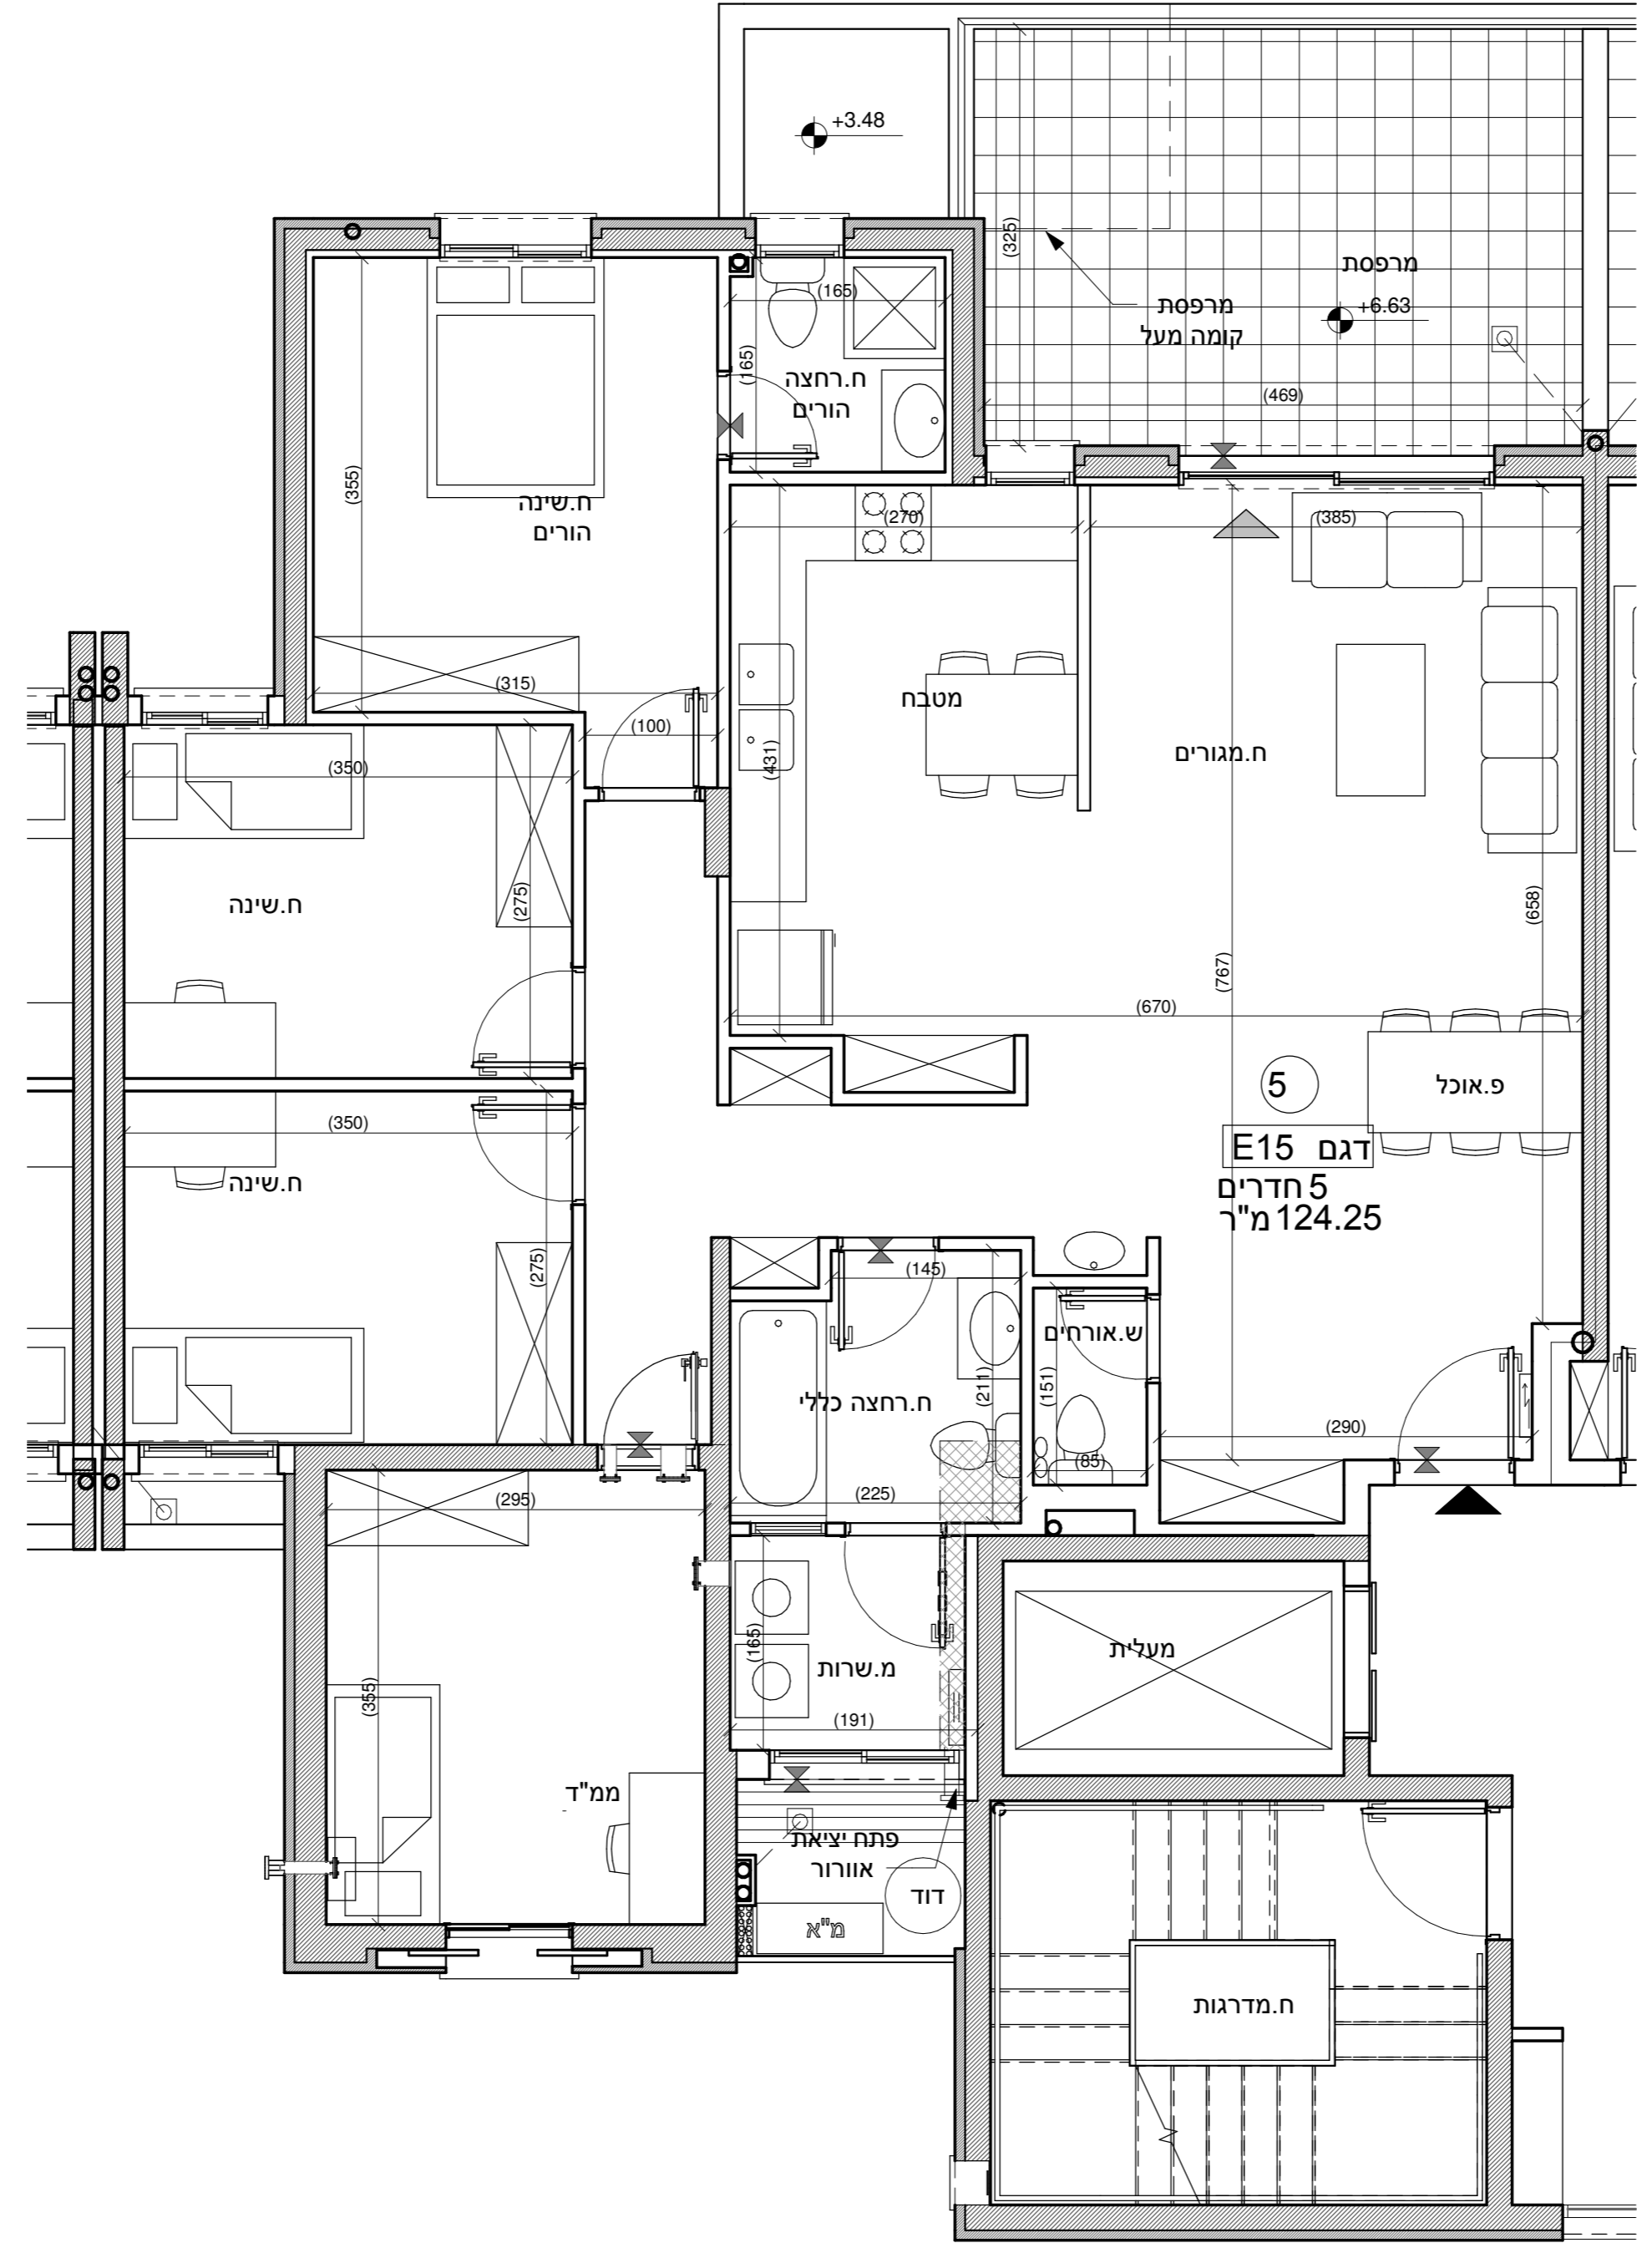 +3.48
(325)
מרפסת
+6.63
מרפסת
קומה מעל
(469)
(165)
(165)
ח.רחצה
הורים
(355)
ח.שינה
הורים
(315)
(100)
(270)
(385)
מטבח
(431)
ח.מגורים
(767)
(658)
(670)
(350)
(275)
ח.שינה
(350)
(275)
ח.שינה
5
פ.אוכל
דגם E15
5 חדרים
124.25 מ"ר
(145)
(211)
ח.רחצה כללי
(225)
ש.אורחים
(151)
(85)
(290)
(295)
(355)
ממ"ד
(165)
מ.שרות
(191)
מעלית
פתח יציאת
אוורור
דוד
מ"א
ח.מדרגות